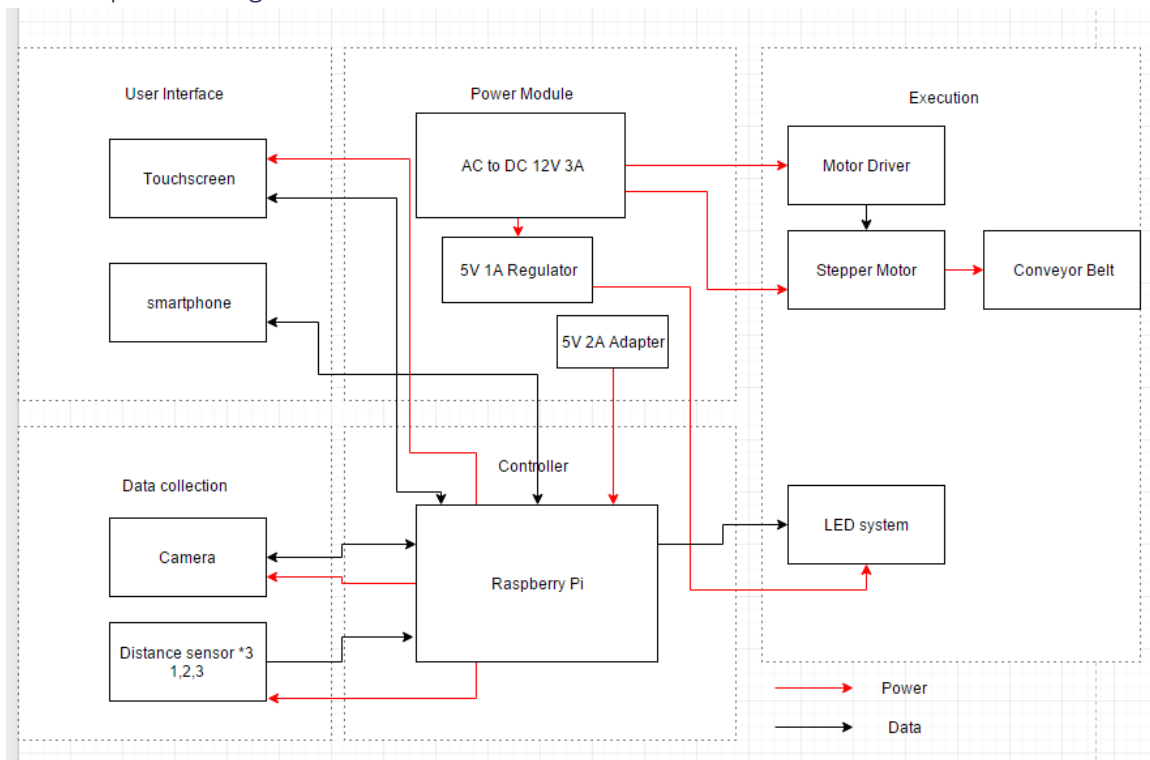 User Interface
Touchscreen
smartphone
Power Module
AC to DC 12V 3A
5V 1A Regulator
5V 2A Adapter
Execution
Motor Driver
Stepper Motor
Conveyor Belt
LED system
Data collection
Camera
Distance sensor *3
1,2,3
Controller
Raspberry Pi
Power
Data